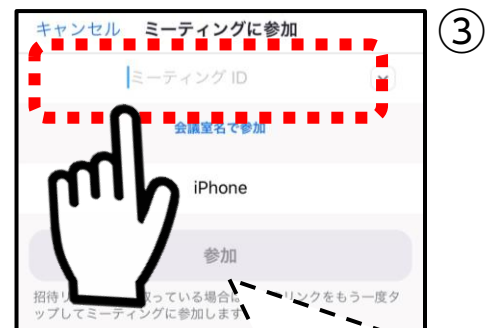 キャンセル ミーティングに参加
③
ミーティング ID
会議室名で参加
iPhone
参加
招待リ 取っている場合は リンクをもう一度タ
ップしてミーティングに参加します